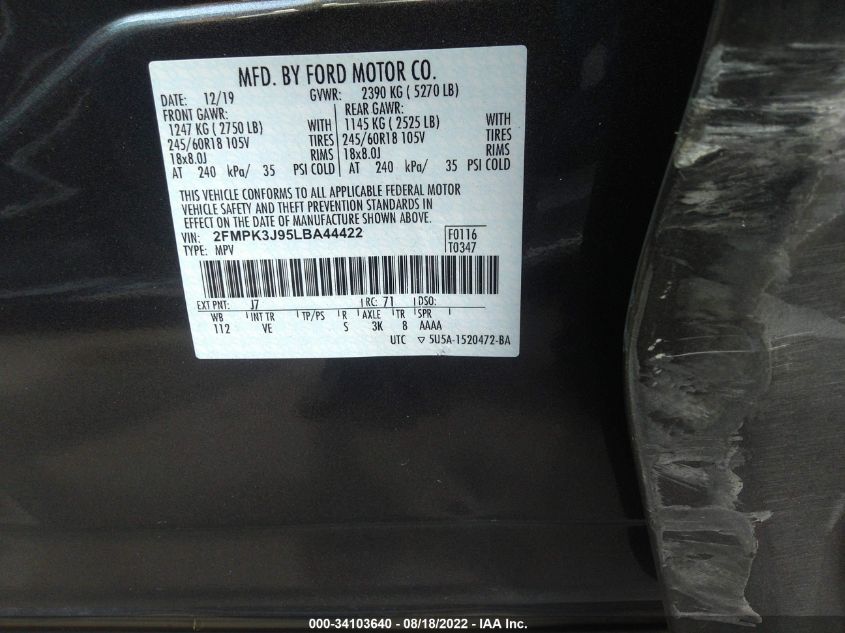 MFD. BY FORD MOTOR CO.
DATE: 12/19 GVWR: 2390 KG ( 5270 LB)
FRONT GAWR: REAR GAWR:
1247 KG ( 2750 LB) WITH 1145 KG ( 2525 LB) WITH
245/60R18 105V TIRES 245/60R18 105V TIRES
18x8.0J RIMS 18x8.0J RIMS
AT 240 kPa/ 35 PSI COLD AT 240 kPa/ 35 PSI COLD
THIS VEHICLE CONFORMS TO ALL APPLICABLE FEDERAL MOTOR
VEHICLE SAFETY AND THEFT PREVENTION STANDARDS IN
EFFECT ON THE DATE OF MANUFACTURE SHOWN ABOVE.
VIN: 2FMPK3J95LBA44422 F0116
TYPE: MPV T0347
EXT PNT: J7 RC: 71 DSO:
WB INT TR TP/PS R AXLE TR SPR
112 VE S 3K 8 AAAA
UTC ▽ 5U5A-1520472-BA
000-34103640 - 08/18/2022 - IAA Inc.